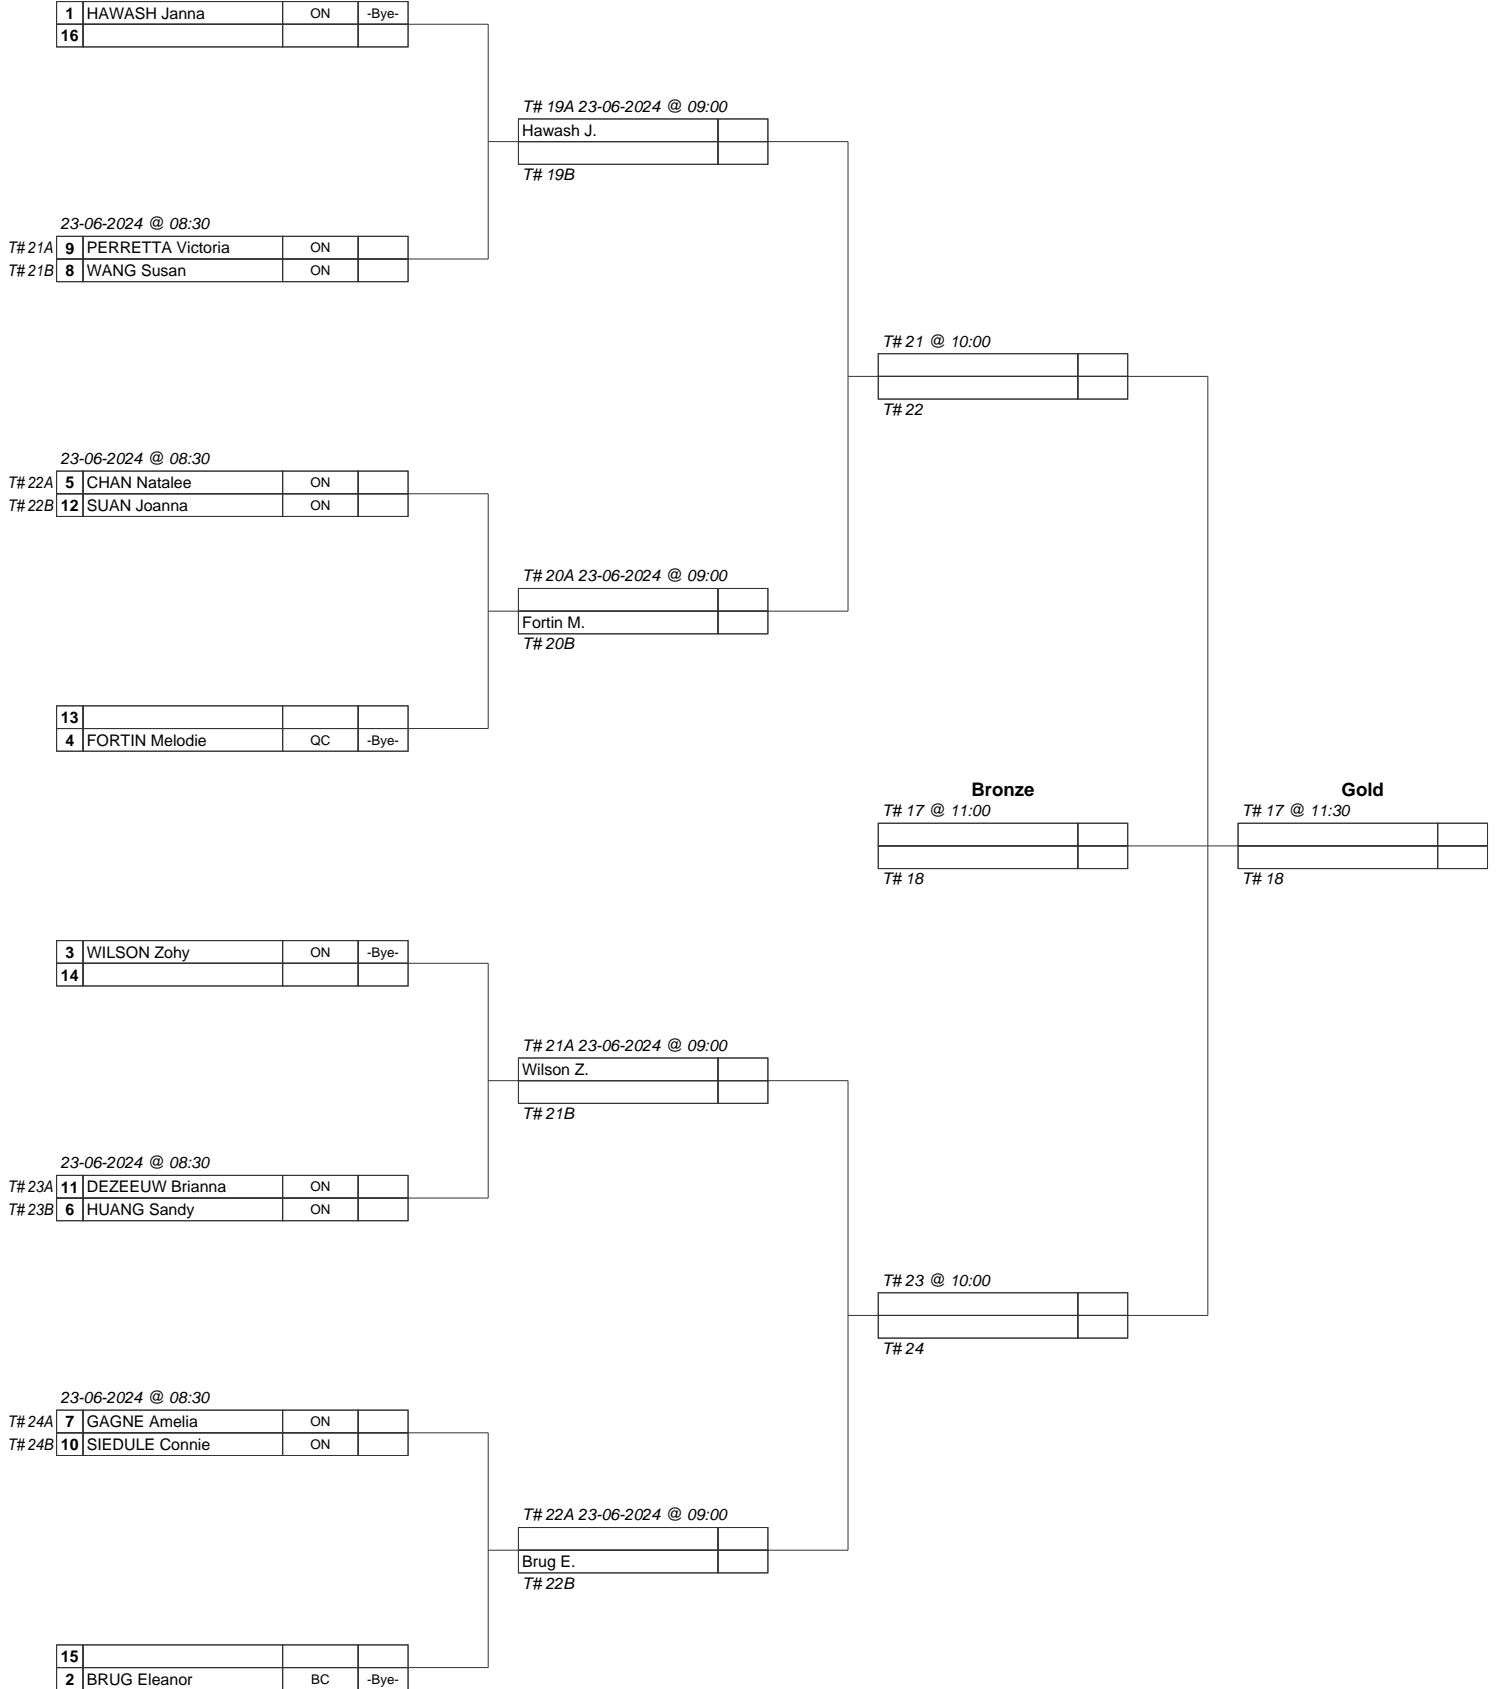 1 HAWASH Janna ON -Bye-
16
T# 19A 23-06-2024 @ 09:00
Hawash J.
T# 19B
23-06-2024 @ 08:30
T# 21A 9 PERRETTA Victoria ON
T# 21B 8 WANG Susan ON
T# 21 @ 10:00
T# 22
23-06-2024 @ 08:30
T# 22A 5 CHAN Natalee ON
T# 22B 12 SUAN Joanna ON
T# 20A 23-06-2024 @ 09:00
Fortin M.
T# 20B
13
4 FORTIN Melodie QC -Bye-
Bronze Gold
T# 17 @ 11:00 T# 17 @ 11:30
T# 18 T# 18
3 WILSON Zohy ON -Bye-
14
T# 21A 23-06-2024 @ 09:00
Wilson Z.
T# 21B
23-06-2024 @ 08:30
T# 23A 11 DEZEEUW Brianna ON
T# 23B 6 HUANG Sandy ON
T# 23 @ 10:00
T# 24
23-06-2024 @ 08:30
T# 24A 7 GAGNE Amelia ON
T# 24B 10 SIEDULE Connie ON
T# 22A 23-06-2024 @ 09:00
Brug E.
T# 22B
15
2 BRUG Eleanor BC -Bye-